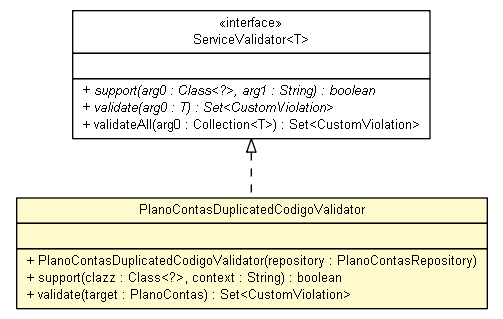 «interface»
ServiceValidator<T>
+ support(arg0 : Class<?>, arg1 : String) : boolean
+ validate(arg0 : T) : Set<CustomViolation>
+ validateAll(arg0 : Collection<T>) : Set<CustomViolation>
PlanoContasDuplicatedCodigoValidator
+ PlanoContasDuplicatedCodigoValidator(repository : PlanoContasRepository)
+ support(clazz : Class<?>, context : String) : boolean
+ validate(target : PlanoContas) : Set<CustomViolation>